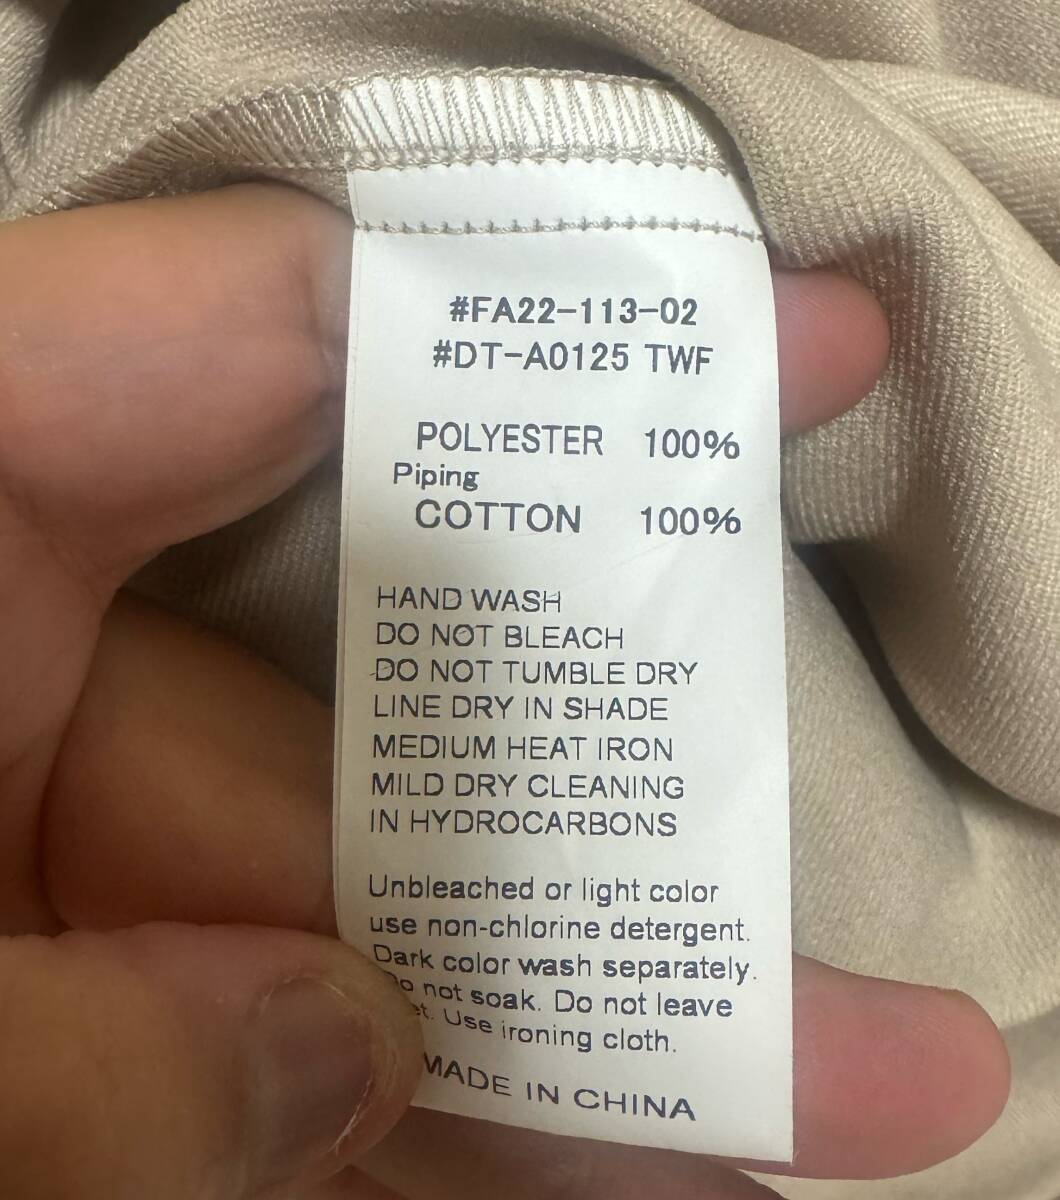 #FA22-113-02
#DT-A0125 TWF
POLYESTER 100%
Piping
COTTON 100%
HAND WASH
DO NOT BLEACH
DO NOT TUMBLE DRY
LINE DRY IN SHADE
MEDIUM HEAT IRON
MILD DRY CLEANING
IN HYDROCARBONS
Unbleached or light color
use non-chlorine detergent.
Dark color wash separately.
Do not soak. Do not leave
Use ironing cloth.
MADE IN CHINA